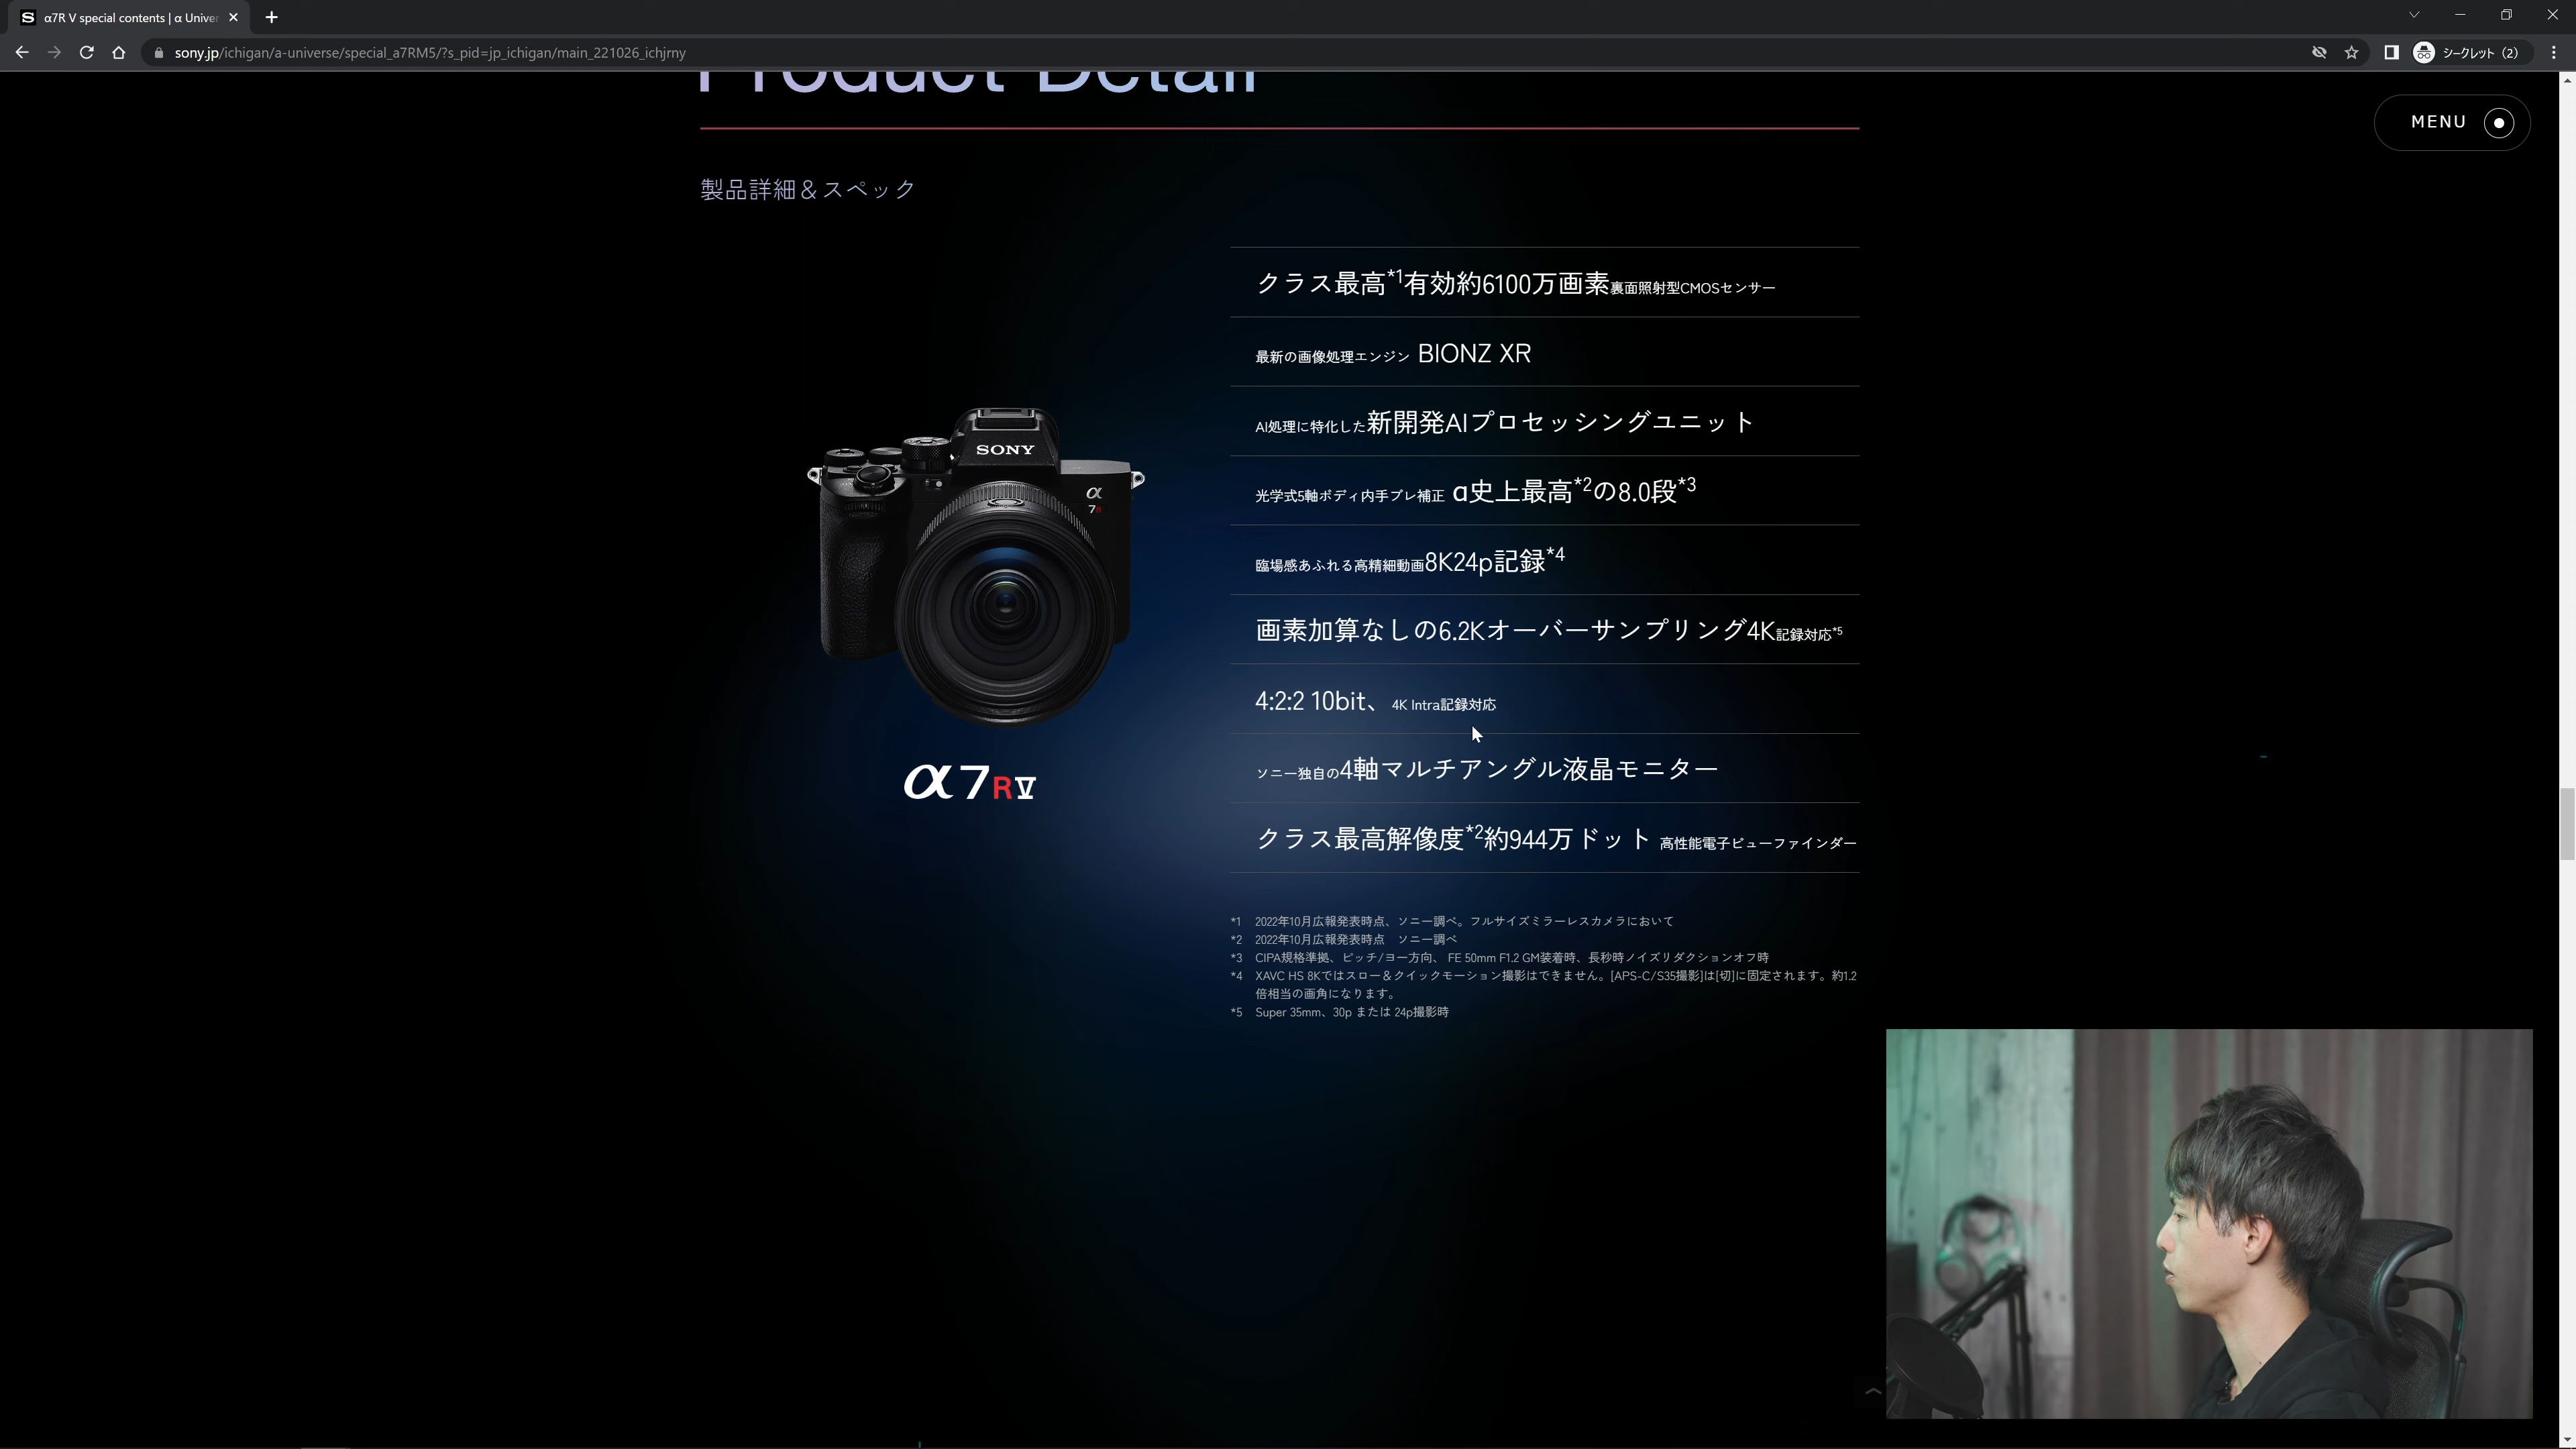 α7R V special contents | α Univer
sony.jp/ichigan/a-universe/special_a7RM5/?s_pid=jp_ichigan/main_221026_ichjrny
シークレット（2）
Product Detail
MENU
製品詳細＆スペック
クラス最高*1有効約6100万画素裏面照射型CMOSセンサー
最新の画像処理エンジン BIONZ XR
AI処理に特化した新開発AIプロセッシングユニット
光学式5軸ボディ内手ブレ補正 α史上最高*2の8.0段*3
臨場感あふれる高精細動画8K24p記録*4
画素加算なしの6.2Kオーバーサンプリング4K記録対応*5
4:2:2 10bit、 4K Intra記録対応
ソニー独自の4軸マルチアングル液晶モニター
クラス最高解像度*2約944万ドット 高性能電子ビューファインダー
SONY
α
7R
α7RV
*1 2022年10月広報発表時点、ソニー調べ。フルサイズミラーレスカメラにおいて
*2 2022年10月広報発表時点　ソニー調べ
*3 CIPA規格準拠、ピッチ/ヨー方向、 FE 50mm F1.2 GM装着時、長秒時ノイズリダクションオフ時
*4 XAVC HS 8Kではスロー＆クイックモーション撮影はできません。[APS-C/S35撮影]は[切]に固定されます。約1.2
倍相当の画角になります。
*5 Super 35mm、30p または 24p撮影時